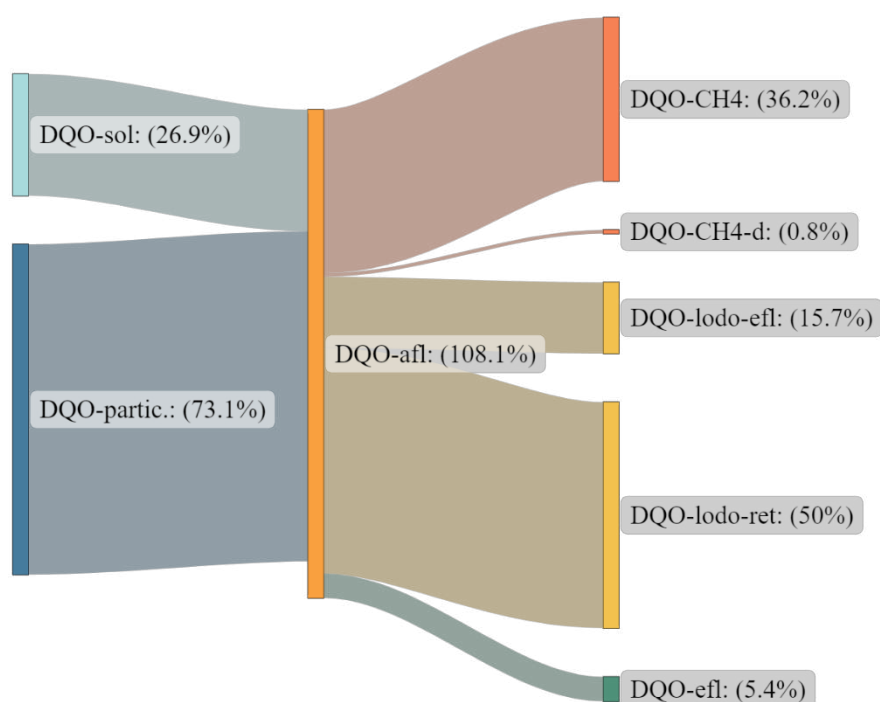 DQO-sol: (26.9%)
DQO-partic.: (73.1%)
DQO-afl: (108.1%)
DQO-CH4: (36.2%)
DQO-CH4-d: (0.8%)
DQO-lodo-efl: (15.7%)
DQO-lodo-ret: (50%)
DQO-efl: (5.4%)